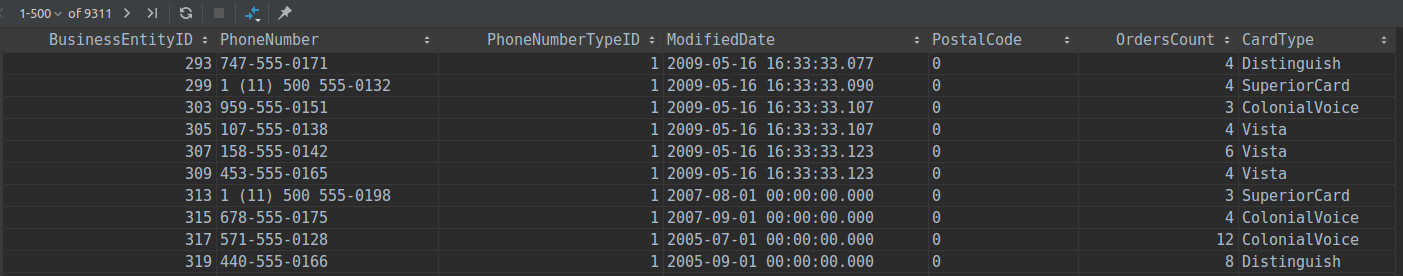 1-500 of 9311
BusinessEntityID PhoneNumber PhoneNumberTypeID ModifiedDate PostalCode OrdersCount CardType
293 747-555-0171 1 2009-05-16 16:33:33.077 0 4 Distinguish
299 1 (11) 500 555-0132 1 2009-05-16 16:33:33.090 0 4 SuperiorCard
303 959-555-0151 1 2009-05-16 16:33:33.107 0 3 ColonialVoice
305 107-555-0138 1 2009-05-16 16:33:33.107 0 4 Vista
307 158-555-0142 1 2009-05-16 16:33:33.123 0 6 Vista
309 453-555-0165 1 2009-05-16 16:33:33.123 0 4 Vista
313 1 (11) 500 555-0198 1 2007-08-01 00:00:00.000 0 3 SuperiorCard
315 678-555-0175 1 2007-09-01 00:00:00.000 0 4 ColonialVoice
317 571-555-0128 1 2005-07-01 00:00:00.000 0 12 ColonialVoice
319 440-555-0166 1 2005-09-01 00:00:00.000 0 8 Distinguish